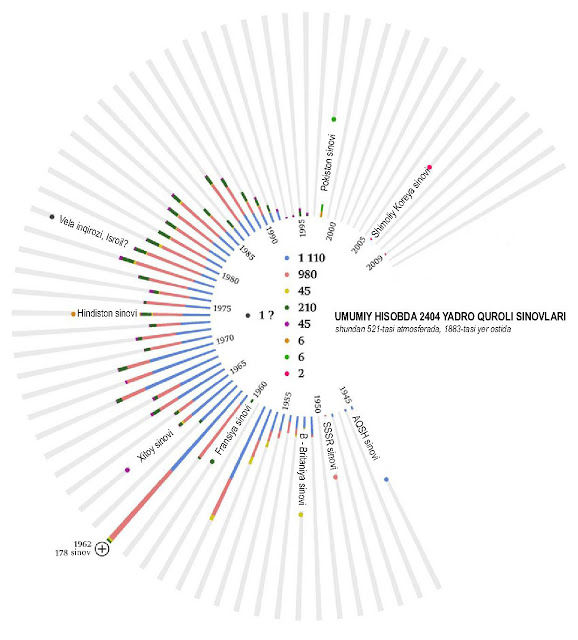 Pokiston sinovi
Shimoliy Koreya sinovi
Vela inqirozi, Isroil?
1990
1995
2000
2005
2009
1985
1980
1 110
980
45
210
45
6
6
2
1975
Hindiston sinovi
1 ?
UMUMIY HISOBDA 2404 YADRO QUROLI SINOVLARI
shundan 521-tasi atmosferada, 1883-tasi yer ostida
1970
1965
1960
1955
1950
1945
Xitoy sinovi
Fransiya sinovi
B - Britaniya sinovi
SSSR sinovi
AQSH sinovi
1962
178 sinov